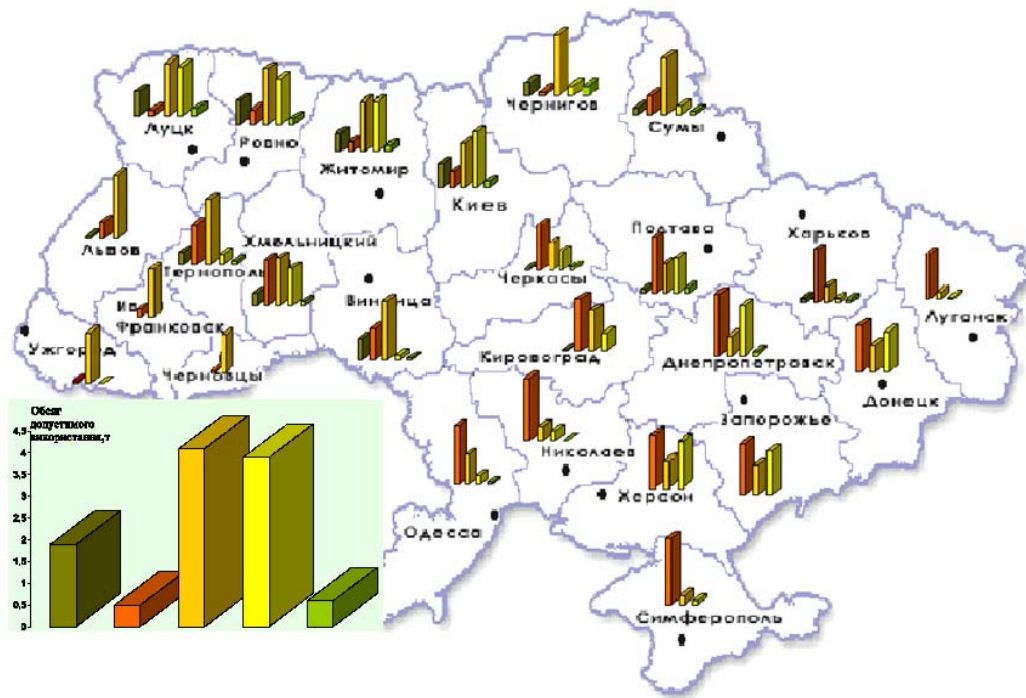 Чернигов
Сумы
Луцк
Ровно
Житомир
Киев
Львов
Тернополь
Хмельницкий
Полтава
Харьков
Черкасы
Ив
Франковск
Винница
Луганск
Ужгород
Черновцы
Кировоград
Днепропетровск
Донецк
Запорожье
Николаев
Херсон
Одесса
Симферополь
Обсяг
допустимого
використання,т
4,5
4
3,5
3
2,5
2
1,5
1
0,5
0